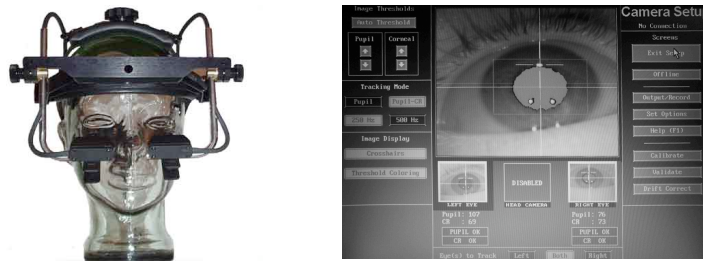 Image Thresholds:
Auto Threshold
Pupil
Corneal
Tracking Mode
Pupil
Pupil-CR
250 Hz
500 Hz
Image Display
Crosshairs
Threshold Coloring
LEFT EYE
DISABLED
HEAD CAMERA
RIGHT EYE
Pupil: 107
CR : 69
PUPIL OK
CR OK
Pupil: 76
CR : 73
PUPIL OK
CR OK
Eye(s) to Track
Left
Both
Right
Camera Setu
No Connection
Screens
Exit Setup
Offline
Output/Record
Set Options
Help (F1)
Calibrate
Validate
Drift Correct